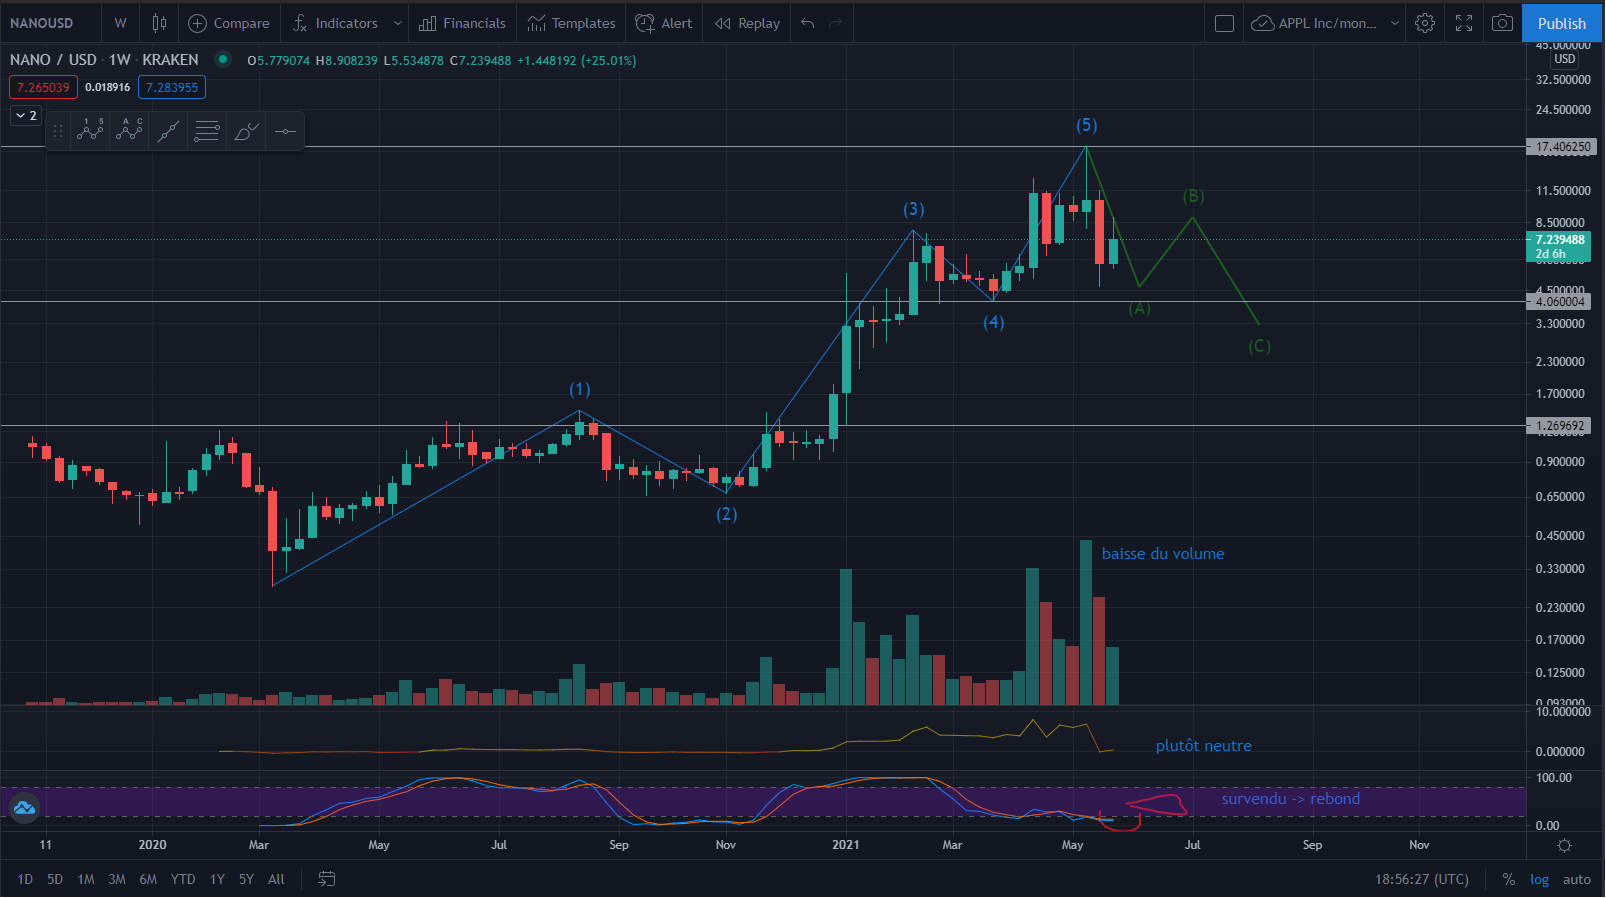 NANOUSD W Compare Indicators Financials Templates Alert Replay APPL Inc/mon... Publish
NANO / USD · 1W · KRAKEN O5.779074 H8.908239 L5.534878 C7.239488 +1.448192 (+25.01%)
7.265039 0.018916 7.283955
2
1 5 A C
45.000000
USD
32.500000
24.500000
17.406250
11.500000
8.500000
7.239488
2d 6h
4.500000
4.060004
3.300000
2.300000
1.700000
1.269692
0.900000
0.650000
0.450000
0.330000
0.230000
0.170000
0.125000
0.093000
10.000000
0.000000
100.00
0.00
(5)
(B)
(3)
(A)
(4)
(C)
(1)
(2)
baisse du volume
plutôt neutre
survendu -> rebond
11 2020 Mar May Jul Sep Nov 2021 Mar May Jul Sep Nov
1D 5D 1M 3M 6M YTD 1Y 5Y All 18:56:27 (UTC) % log auto